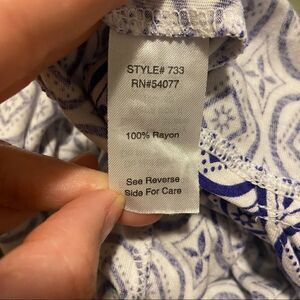 STYLE# 733
RN#54077
100% Rayon
See Reverse
Side For Care